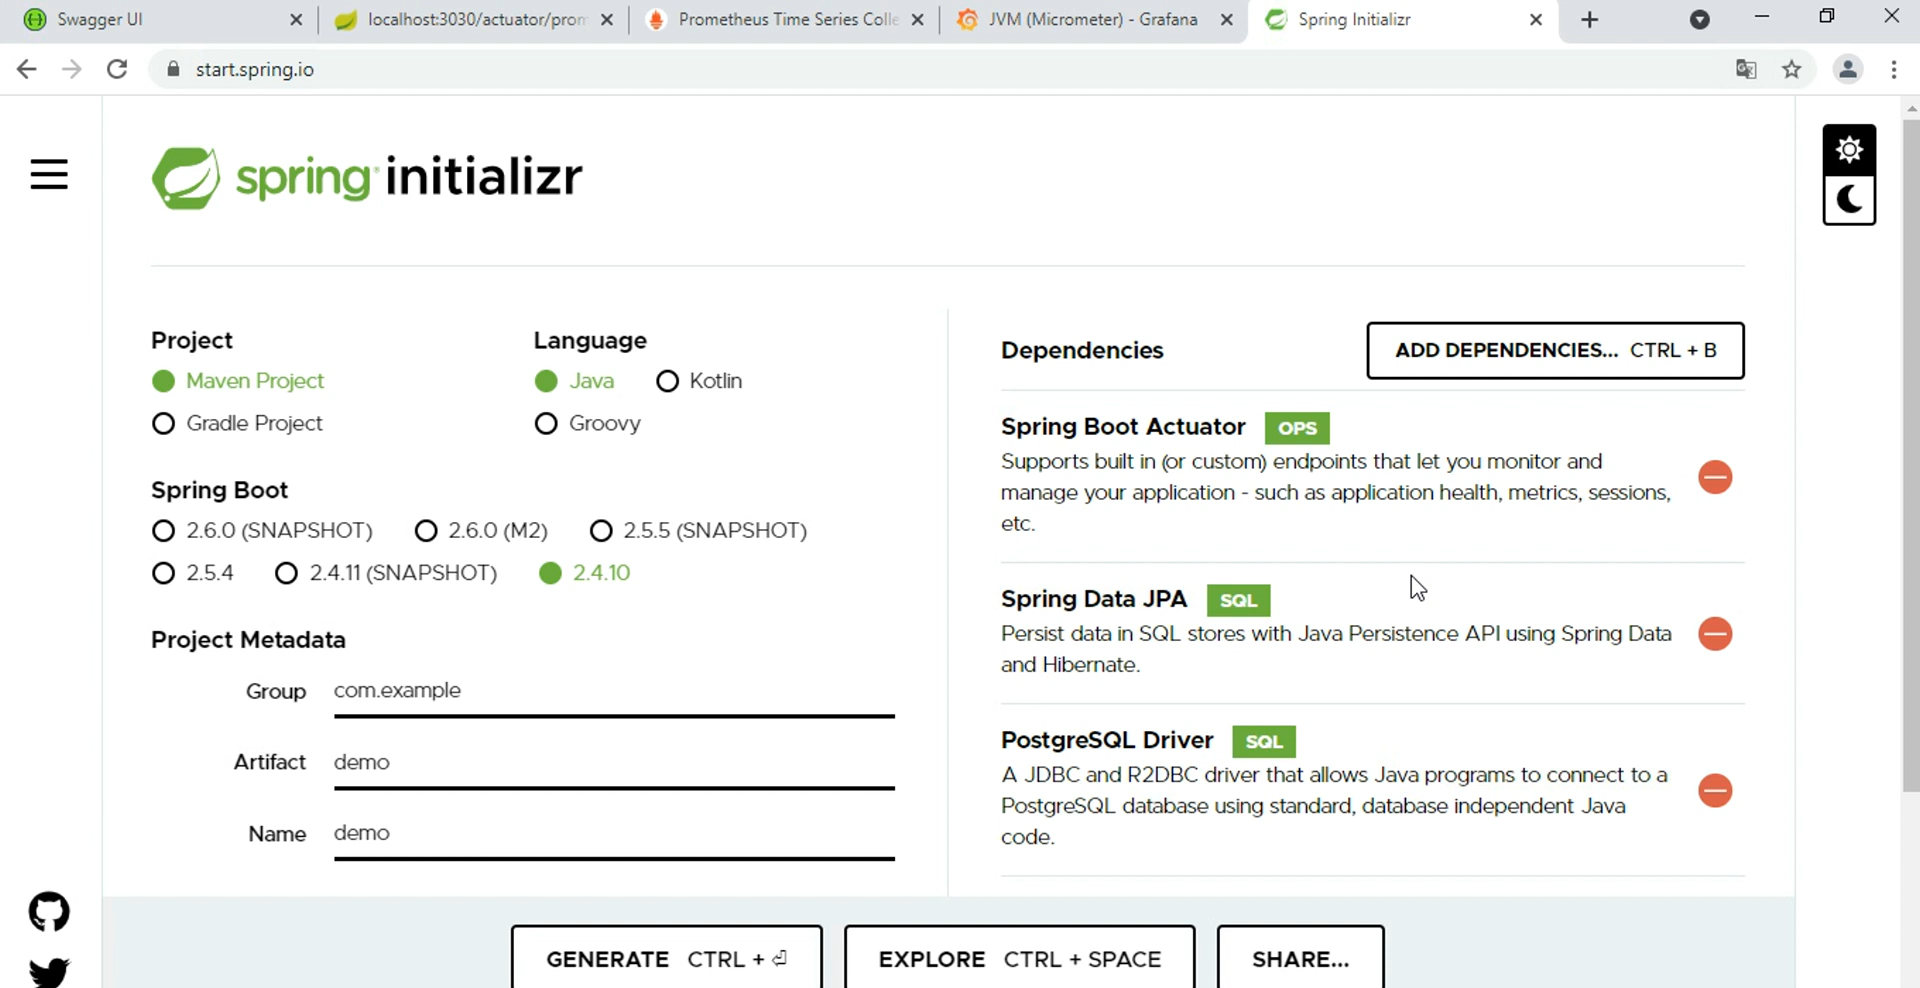 Swagger UI
localhost:3030/actuator/prom
Prometheus Time Series Colle
JVM (Micrometer) - Grafana
Spring Initializr
start.spring.io
spring initializr
Project
Maven Project
Gradle Project
Language
Java
Kotlin
Groovy
Spring Boot
2.6.0 (SNAPSHOT)
2.6.0 (M2)
2.5.5 (SNAPSHOT)
2.5.4
2.4.11 (SNAPSHOT)
2.4.10
Project Metadata
Group com.example
Artifact demo
Name demo
Dependencies
ADD DEPENDENCIES... CTRL + B
Spring Boot Actuator OPS
Supports built in (or custom) endpoints that let you monitor and
manage your application - such as application health, metrics, sessions,
etc.
Spring Data JPA SQL
Persist data in SQL stores with Java Persistence API using Spring Data
and Hibernate.
PostgreSQL Driver SQL
A JDBC and R2DBC driver that allows Java programs to connect to a
PostgreSQL database using standard, database independent Java
code.
GENERATE CTRL + ⏎
EXPLORE CTRL + SPACE
SHARE...